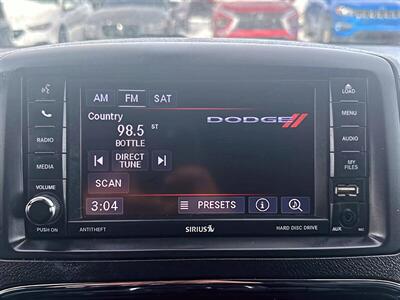 LOAD
AM FM SAT
MENU
Country
98.5 ST
DODGE
RADIO
AUDIO
BOTTLE
DIRECT
TUNE
MEDIA
MY
FILES
SCAN
VOLUME
3:04
PRESETS
PUSH ON
ANTITHEFT
SIRIUS
HARD DISC DRIVE
AUX